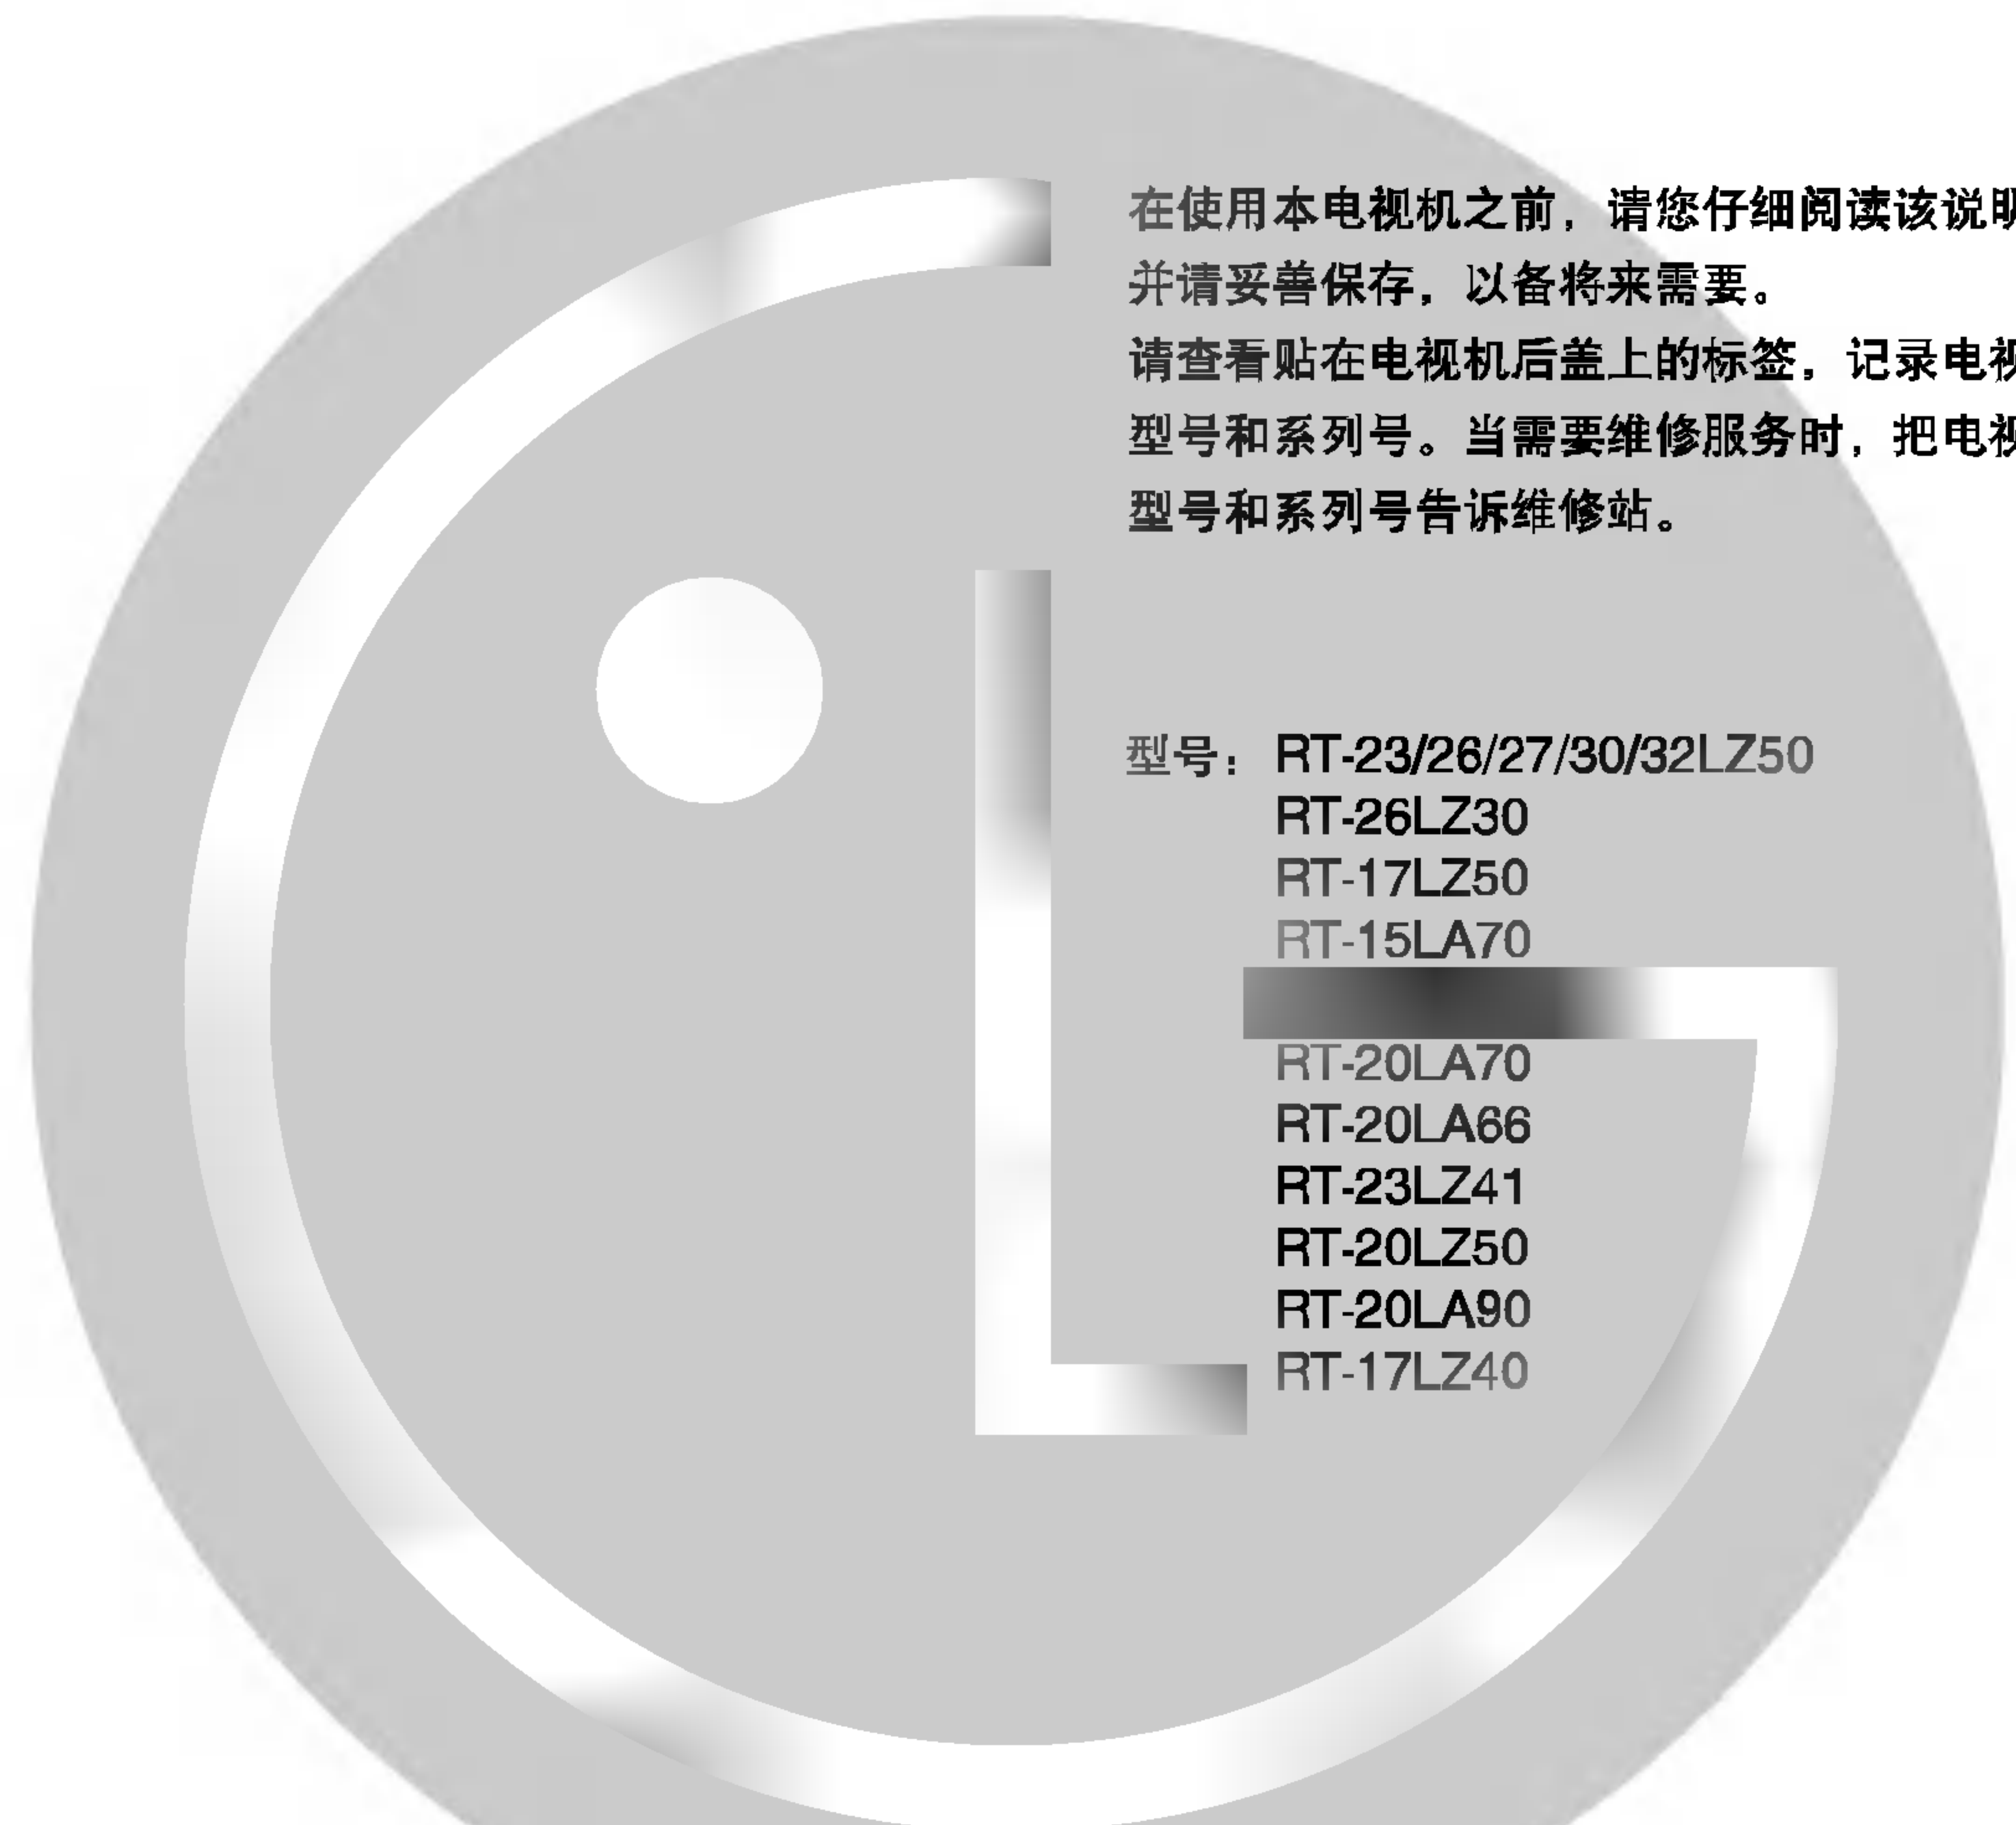 在使用本电视机之前，请您仔细阅读该说明
并请妥善保存，以备将来需要。
请查看贴在电视机后盖上的标签，记录电视
型号和系列号。当需要维修服务时，把电视
型号和系列号告诉维修站。
型号：RT-23/26/27/30/32LZ50
RT-26LZ30
RT-17LZ50
RT-15LA70
RT-20LA70
RT-20LA66
RT-23LZ41
RT-20LZ50
RT-20LA90
RT-17LZ40
LG